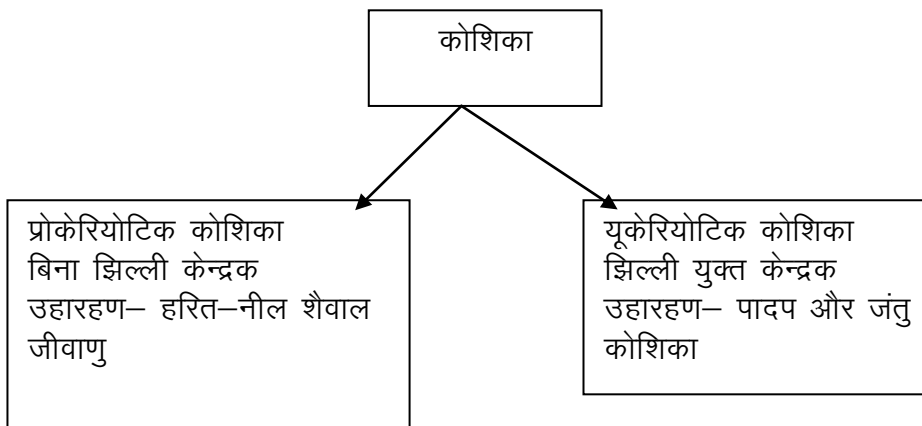 कोशिका
प्रोकेरियोटिक कोशिका
बिना झिल्ली केन्द्रक
उहारहण– हरित–नील शैवाल
जीवाणु
यूकेरियोटिक कोशिका
झिल्ली युक्त केन्द्रक
उहारहण– पादप और जंतु
कोशिका